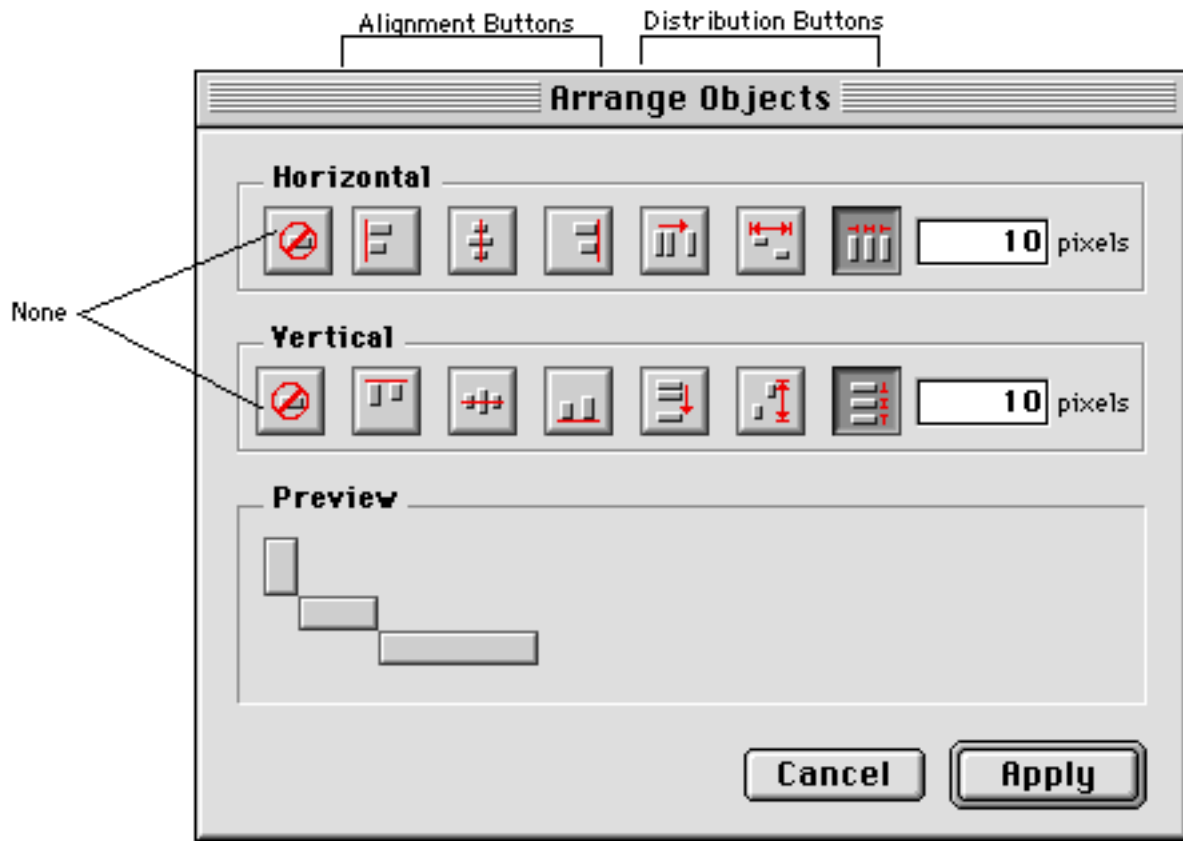 Alignment Buttons
Distribution Buttons
Arrange Objects
Horizontal
10 pixels
None
Vertical
10 pixels
Preview
Cancel
Apply